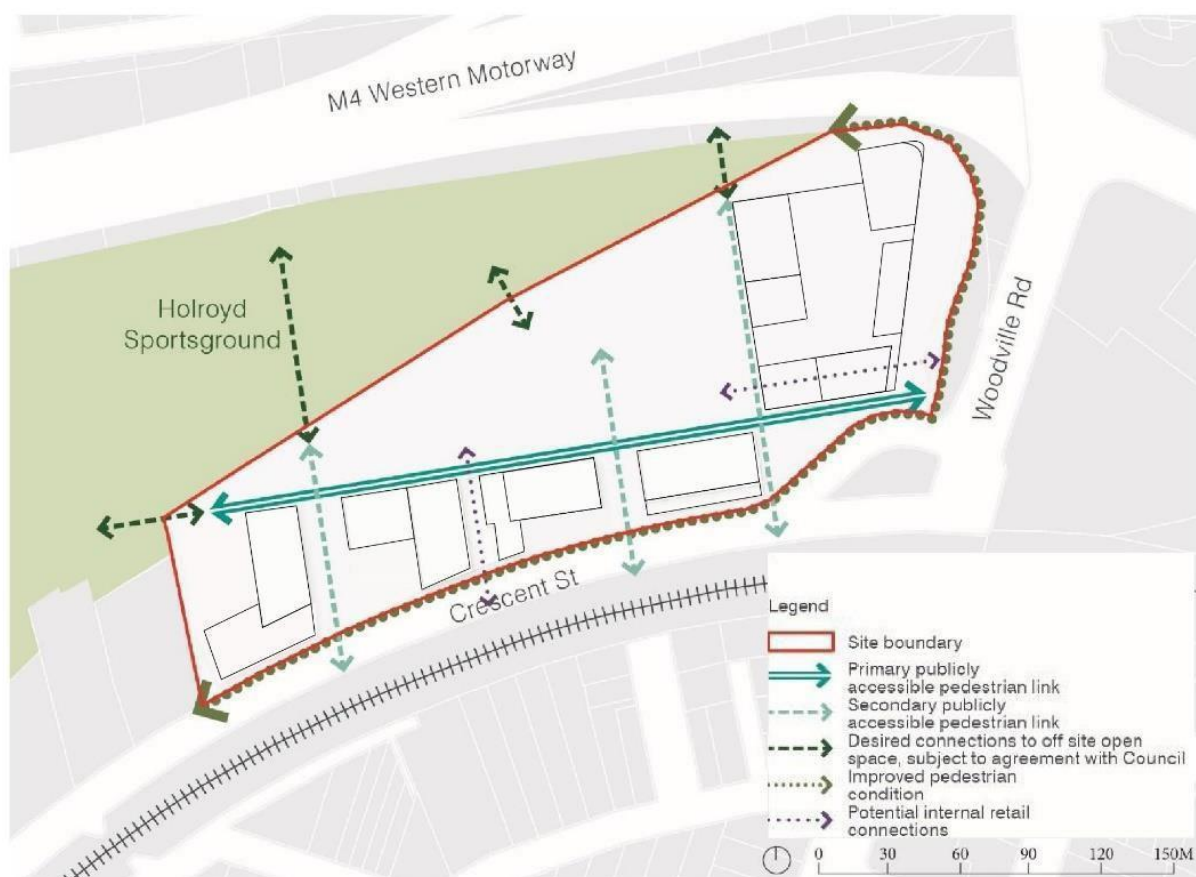 M4 Western Motorway
Holroyd
Sportsground
Woodville Rd
Crescent St
Legend
Site boundary
Primary publicly
accessible pedestrian link
Secondary publicly
accessible pedestrian link
Desired connections to off site open
space, subject to agreement with Council
Improved pedestrian
condition
Potential internal retail
connections
0 30 60 90 120 150M